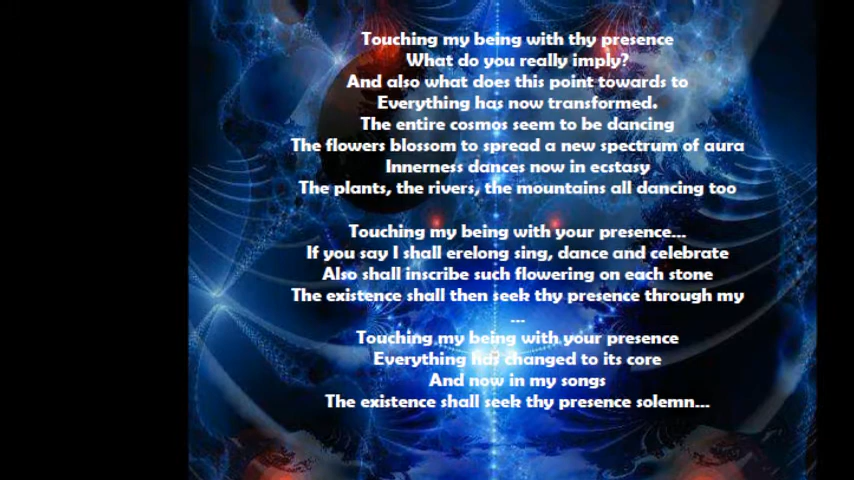 Touching my being with thy presence
What do you really imply?
And also what does this point towards to
Everything has now transformed.
The entire cosmos seem to be dancing
The flowers blossom to spread a new spectrum of aura
Innerness dances now in ecstasy
The plants, the rivers, the mountains all dancing too
Touching my being with your presence...
If you say I shall erelong sing, dance and celebrate
Also shall inscribe such flowering on each stone
The existence shall then seek thy presence through my
...
Touching my being with your presence
Everything has changed to its core
And now in my songs
The existence shall seek thy presence solemn...